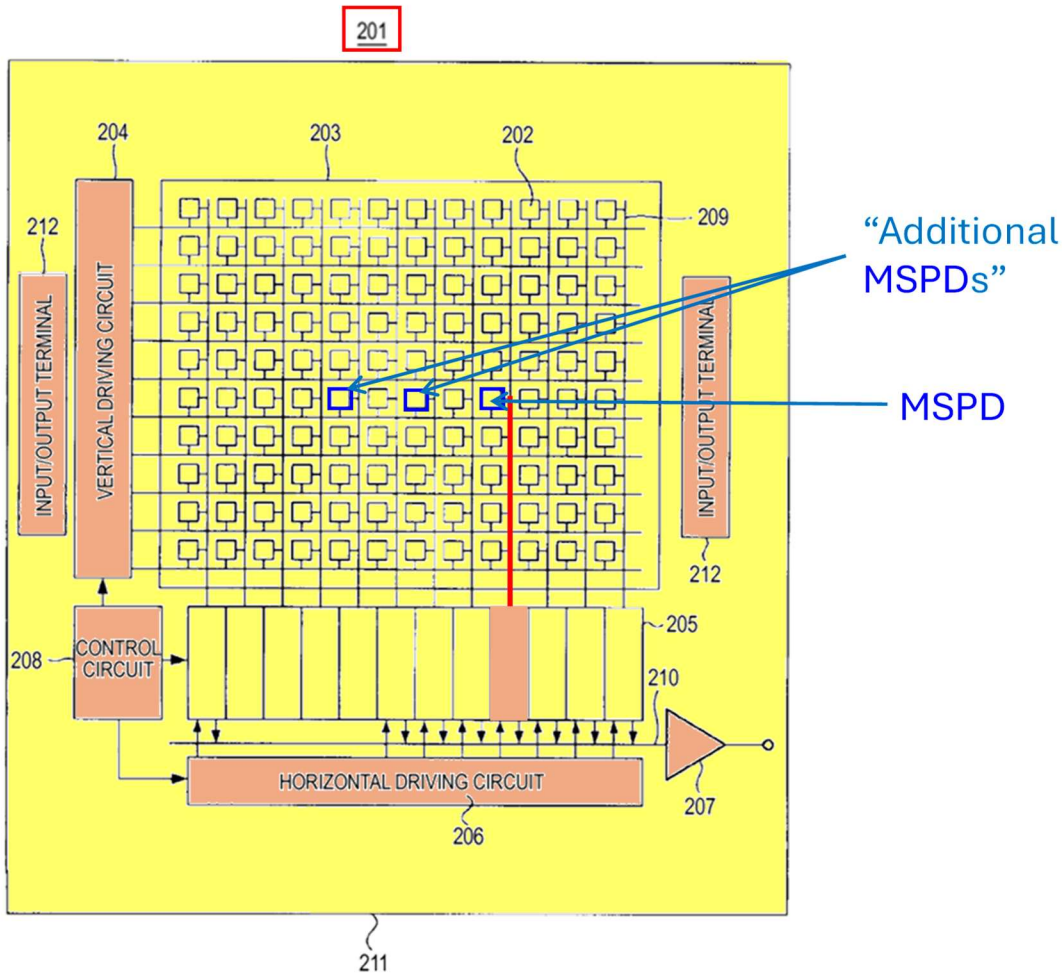 201
204
203
202
212
209
"Additional
MSPDs"
INPUT/OUTPUT TERMINAL
VERTICAL DRIVING CIRCUIT
INPUT/OUTPUT TERMINAL
MSPD
212
205
CONTROL
CIRCUIT
208
210
HORIZONTAL DRIVING CIRCUIT
207
206
211